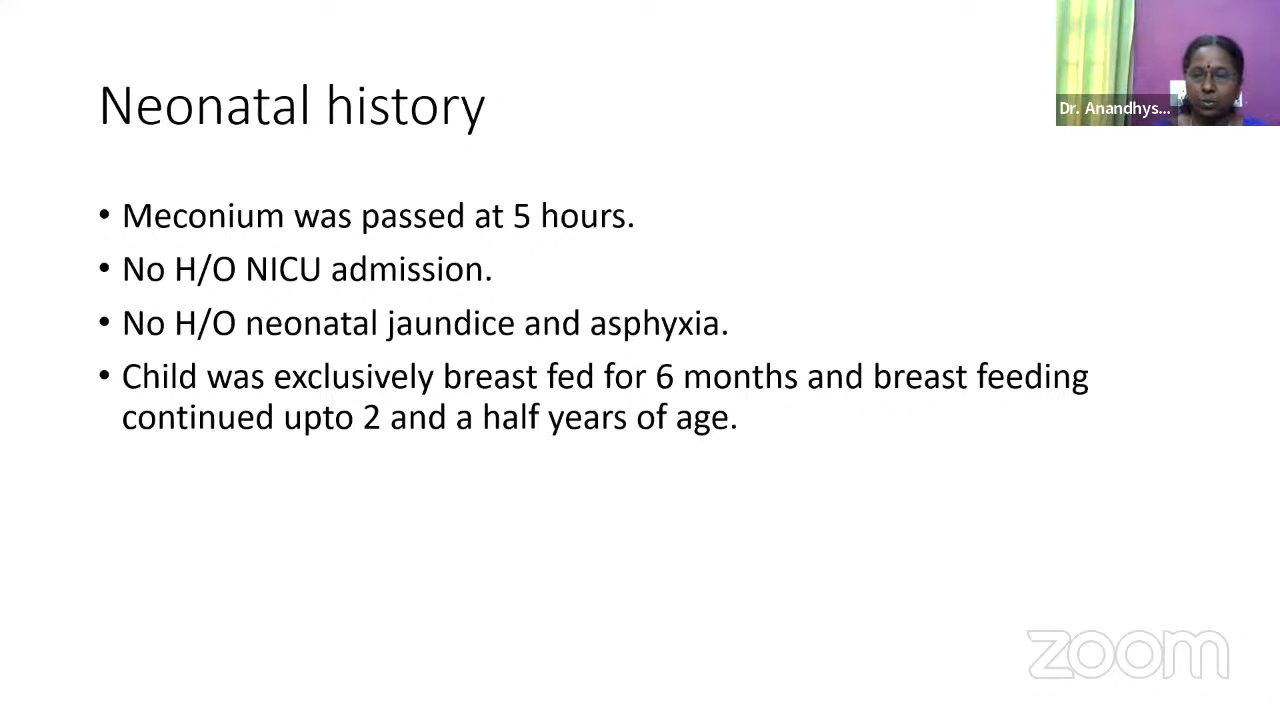 Neonatal history
Dr. Anandhys...
• Meconium was passed at 5 hours.
• No H/O NICU admission.
• No H/O neonatal jaundice and asphyxia.
• Child was exclusively breast fed for 6 months and breast feeding
continued upto 2 and a half years of age.
zoom